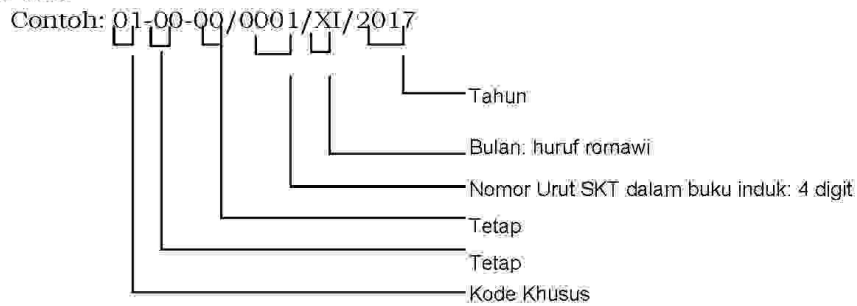 Contoh: 01-00-00/0001/XI/2017
Tahun
Bulan: huruf romawi
Nomor Urut SKT dalam buku induk: 4 digit
Tetap
Tetap
Kode Khusus